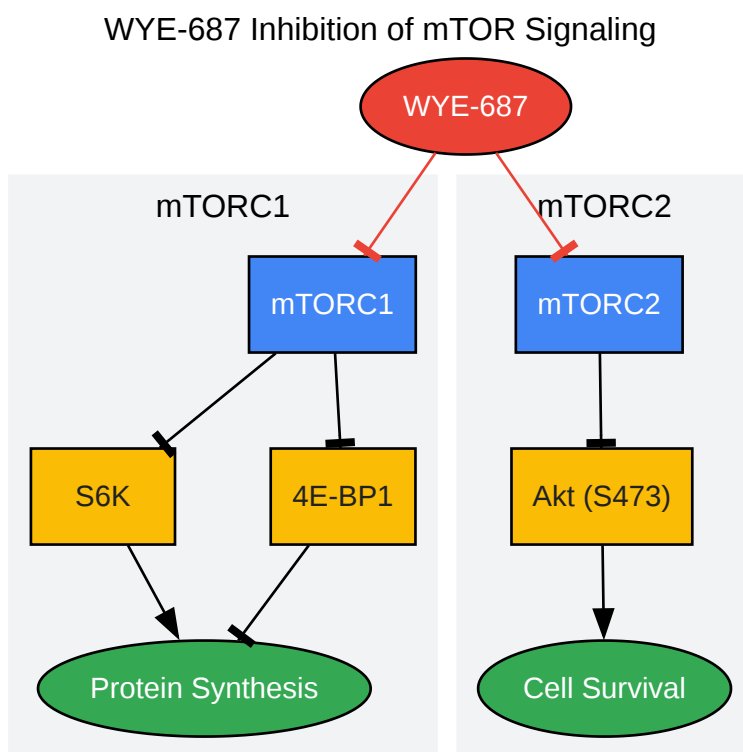 WYE-687 Inhibition of mTOR Signaling
WYE-687
mTORC1
mTORC2
mTORC1
mTORC2
S6K
4E-BP1
Akt (S473)
Protein Synthesis
Cell Survival